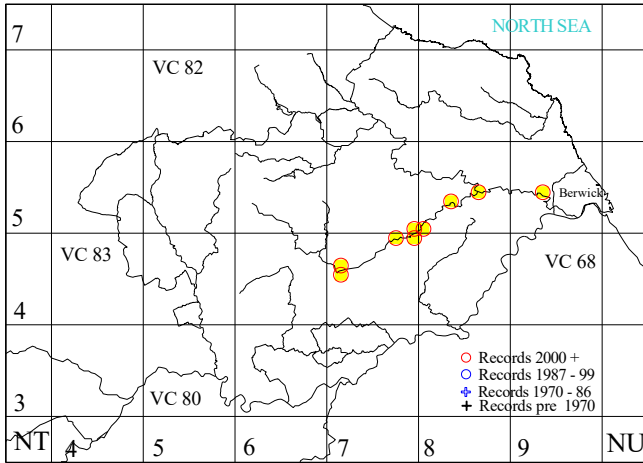 NORTH SEA
7
VC 82
6
Berwick
5
VC 83
VC 68
4
Records 2000 +
Records 1987 - 99
Records 1970 - 86
VC 80
Records pre 1970
3
NT 4 5 6 7 8 9 NU